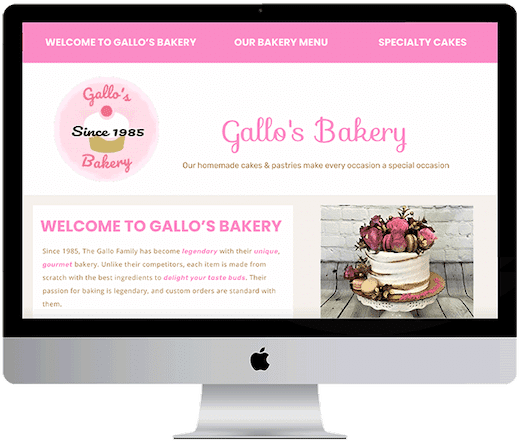 WELCOME TO GALLO'S BAKERY OUR BAKERY MENU SPECIALTY CAKES
Gallo's
Since 1985
Bakery
Gallo's Bakery
Our homemade cakes & pastries make every occasion a special occasion
WELCOME TO GALLO'S BAKERY
Since 1985, The Gallo Family has become legendary with their unique,
gourmet bakery. Unlike their competitors, each item is made from
scratch with the best ingredients to delight your taste buds. Their
passion for baking is legendary, and custom orders are standard with
them.